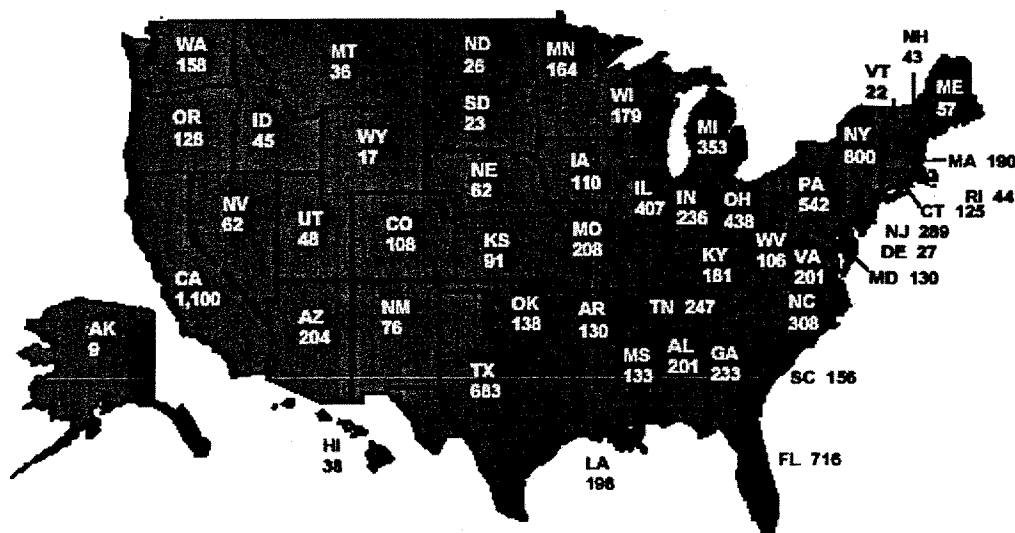 WA
158
MT
36
ND
26
MN
164
NH
43
VT
22
ME
57
OR
128
ID
45
WY
17
SD
23
WI
179
MI
353
NY
800
MA 190
NE
62
IA
110
IL
407
IN
236
OH
438
PA
542
RI 44
CT 125
NJ 289
DE 27
MD 130
NV
62
UT
48
CO
108
KS
91
MO
208
KY
181
WV
106
VA
201
CA
1,100
AZ
204
NM
76
OK
138
AR
130
TN 247
NC
308
AK
9
TX
683
MS
133
AL
201
GA
233
SC 156
HI
38
LA
198
FL 716